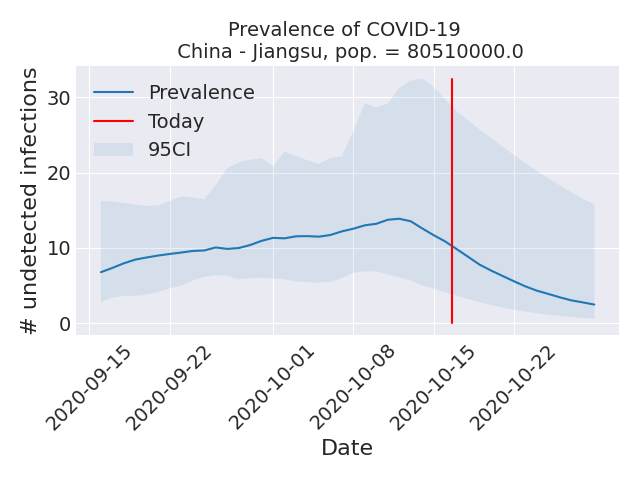 Prevalence of COVID-19
China - Jiangsu, pop. = 80510000.0
# undetected infections
30
20
10
0
Prevalence
Today
95CI
2020-09-15
2020-09-22
2020-10-01
2020-10-08
2020-10-15
2020-10-22
Date